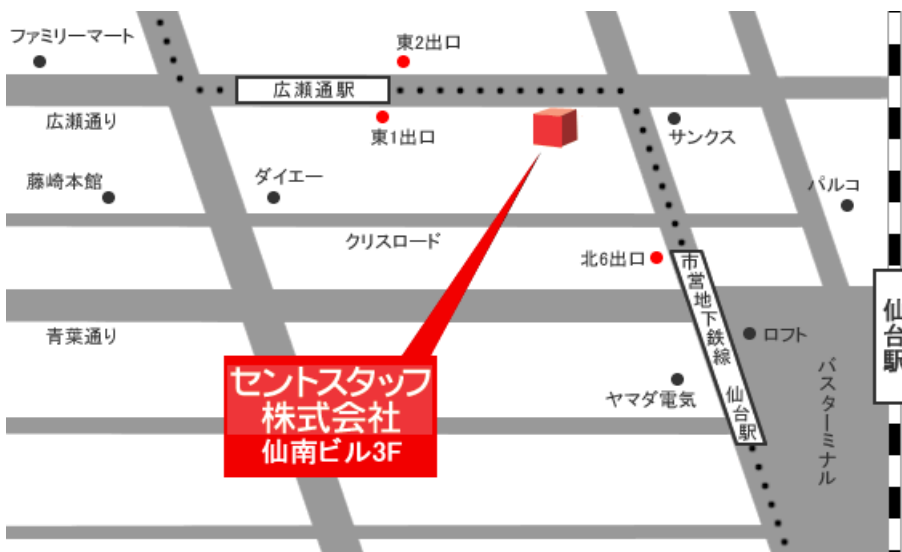 ファミリーマート
東2出口
広瀬通駅
広瀬通り
東1出口
サンクス
藤崎本館
ダイエー
パルコ
クリスロード
北6出口
市営地下鉄線 仙台駅
仙台駅
青葉通り
ロフト
バスターミナル
ヤマダ電気
セントスタッフ
株式会社
仙南ビル3F